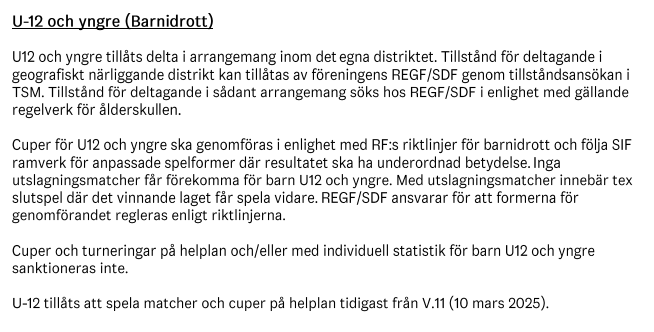 U-12 och yngre (Barnidrott)
U12 och yngre tillåts delta i arrangemang inom det egna distriktet. Tillstånd för deltagande i
geografiskt närliggande distrikt kan tillåtas av föreningens REGF/SDF genom tillståndsansökan i
TSM. Tillstånd för deltagande i sådant arrangemang söks hos REGF/SDF i enlighet med gällande
regelverk för ålderskullen.
Cuper för U12 och yngre ska genomföras i enlighet med RF:s riktlinjer för barnidrott och följa SIF
ramverk för anpassade spelformer där resultatet ska ha underordnad betydelse. Inga
utslagningsmatcher får förekomma för barn U12 och yngre. Med utslagningsmatcher innebär tex
slutspel där det vinnande laget får spela vidare. REGF/SDF ansvarar för att formerna för
genomförandet regleras enligt riktlinjerna.
Cuper och turneringar på helplan och/eller med individuell statistik för barn U12 och yngre
sanktioneras inte.
U-12 tillåts att spela matcher och cuper på helplan tidigast från V.11 (10 mars 2025).